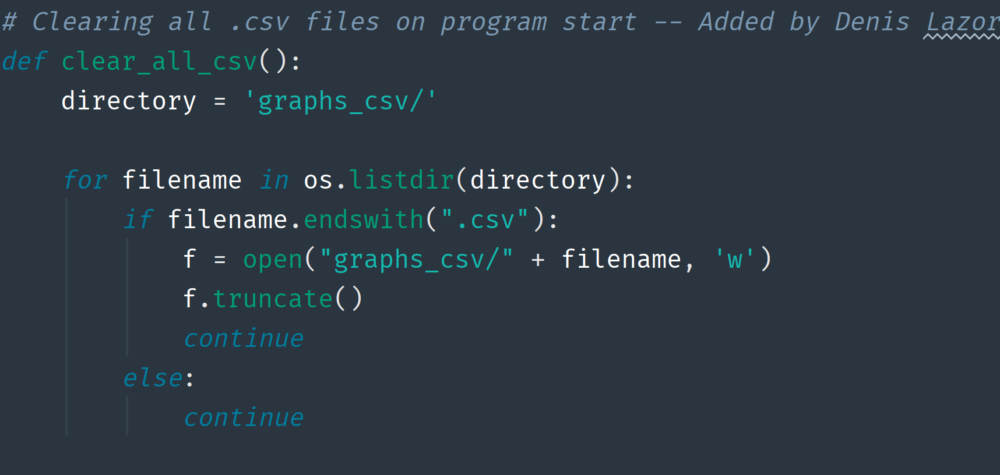 # Clearing all .csv files on program start -- Added by Denis Lazor
def clear_all_csv():
    directory = 'graphs_csv/'

    for filename in os.listdir(directory):
        if filename.endswith(".csv"):
            f = open("graphs_csv/" + filename, 'w')
            f.truncate()
            continue
        else:
            continue